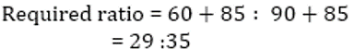 Required ratio = 60 + 85 : 90 + 85
= 29 :35